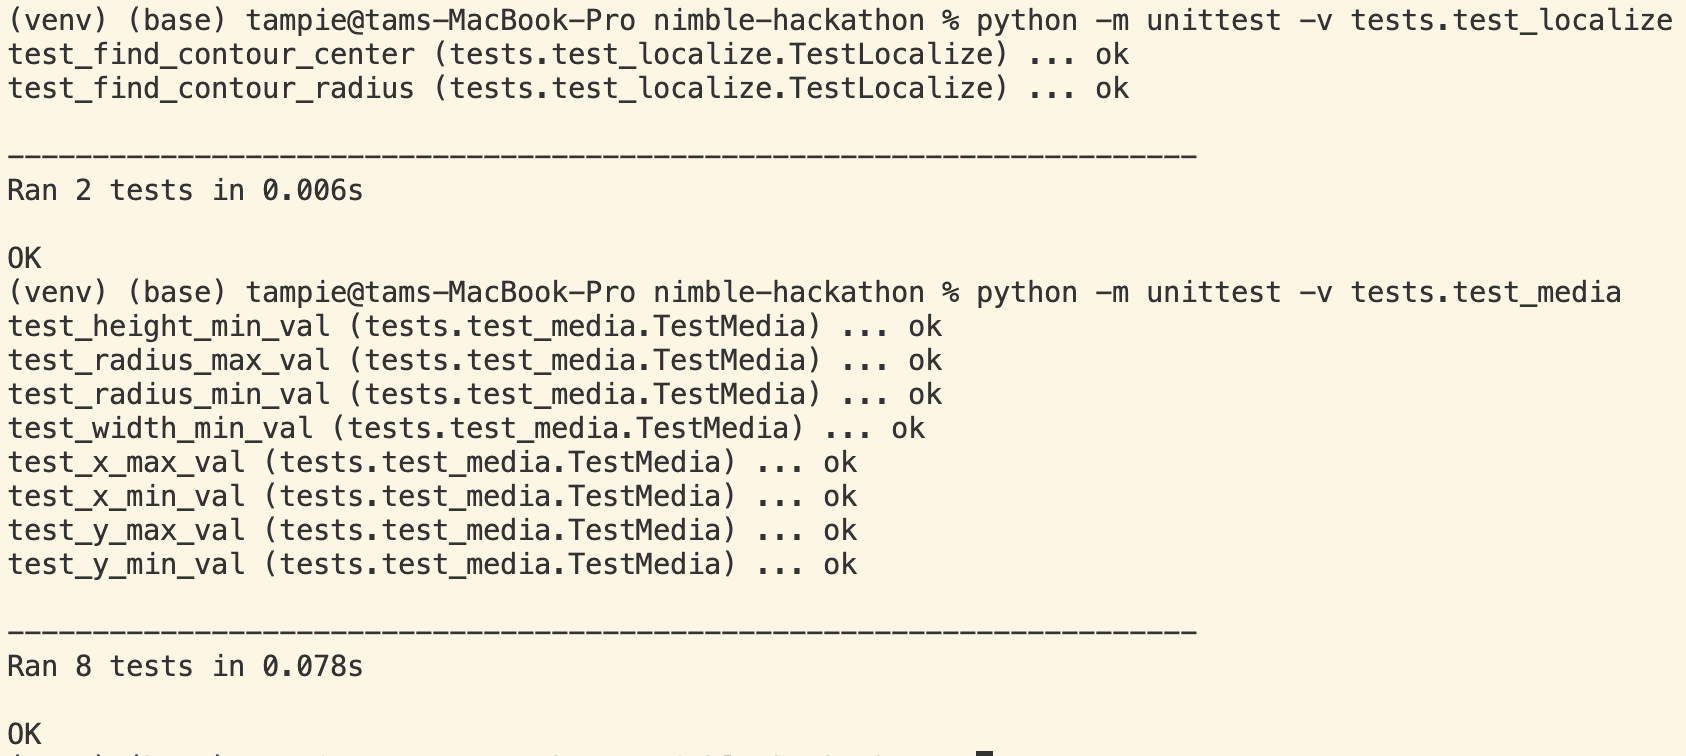 (venv) (base) tampie@tams-MacBook-Pro nimble-hackathon % python -m unittest -v tests.test_localize
test_find_contour_center (tests.test_localize.TestLocalize) ... ok
test_find_contour_radius (tests.test_localize.TestLocalize) ... ok
----------------------------------------------------------------------
Ran 2 tests in 0.006s
OK
(venv) (base) tampie@tams-MacBook-Pro nimble-hackathon % python -m unittest -v tests.test_media
test_height_min_val (tests.test_media.TestMedia) ... ok
test_radius_max_val (tests.test_media.TestMedia) ... ok
test_radius_min_val (tests.test_media.TestMedia) ... ok
test_width_min_val (tests.test_media.TestMedia) ... ok
test_x_max_val (tests.test_media.TestMedia) ... ok
test_x_min_val (tests.test_media.TestMedia) ... ok
test_y_max_val (tests.test_media.TestMedia) ... ok
test_y_min_val (tests.test_media.TestMedia) ... ok
----------------------------------------------------------------------
Ran 8 tests in 0.078s
OK